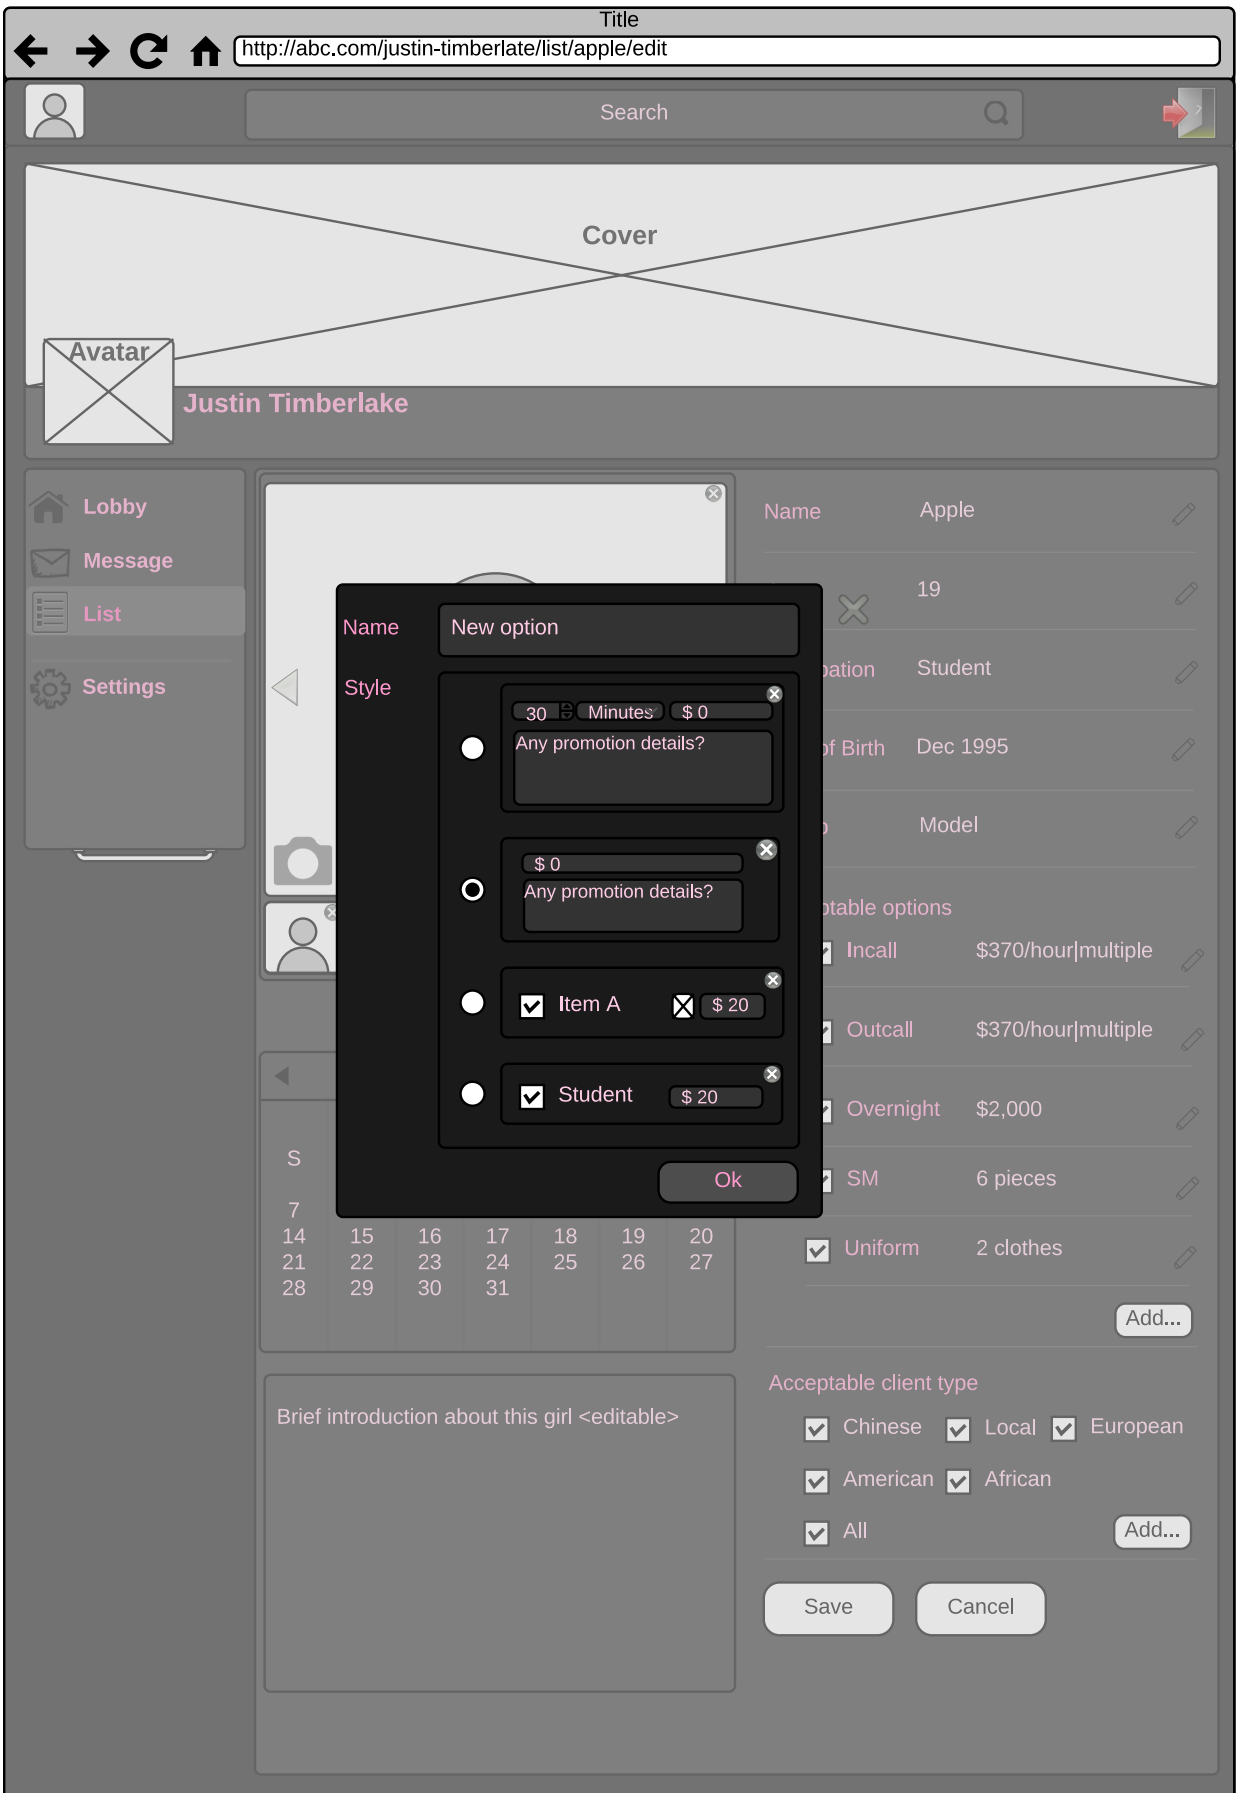 Title
http://abc.com/justin-timberlate/list/apple/edit
Search
Cover
Avatar
Justin Timberlake
Lobby
Message
List
Settings
Name Apple
19
pation Student
of Birth Dec 1995
Model
ptable options
Incall $370/hour|multiple
Outcall $370/hour|multiple
Overnight $2,000
SM 6 pieces
Uniform 2 clothes
Add...
Name New option
Style
30 Minutes $ 0
Any promotion details?
$ 0
Any promotion details?
Item A $ 20
Student $ 20
Ok
S
7
14 15 16 17 18 19 20
21 22 23 24 25 26 27
28 29 30 31
Brief introduction about this girl <editable>
Acceptable client type
Chinese Local European
American African
All Add...
Save Cancel